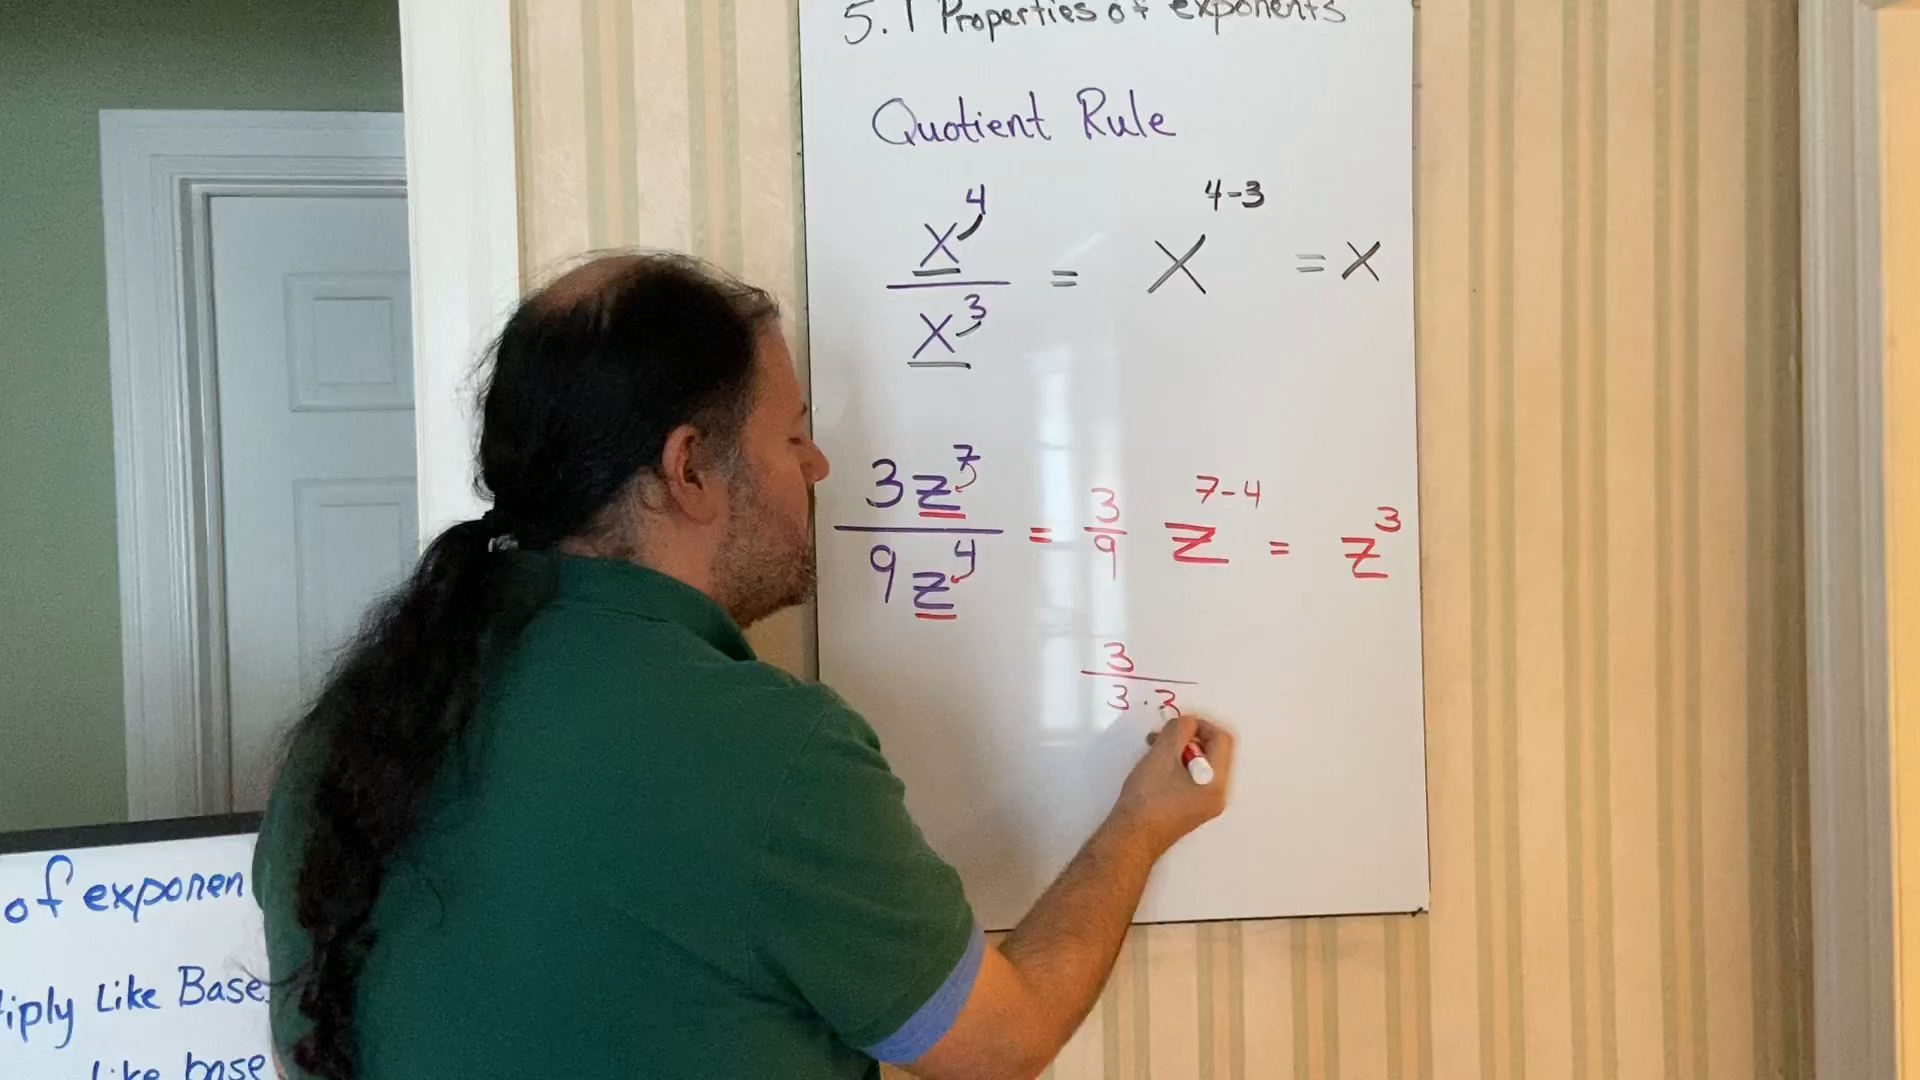 5.1 Properties of exponents
Quotient Rule
x^4 / x^3 = x^(4-3) = x
3z^7 / 9z^4 = 3/9 z^(7-4) = z^3
3 / 3·3
of exponen
iply Like Base
Like base